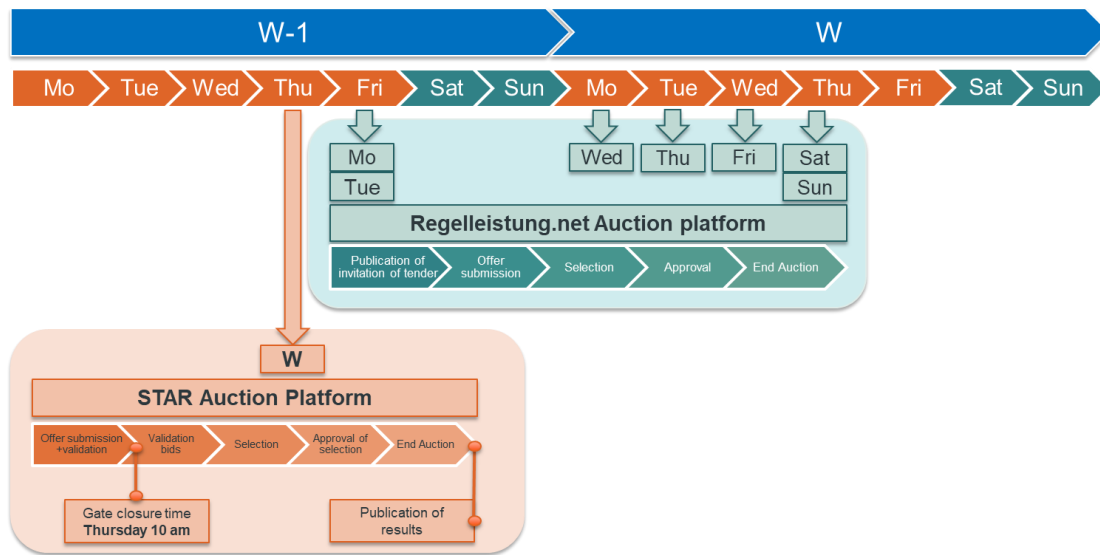 W-1
W
Mo
Tue
Wed
Thu
Fri
Sat
Sun
Mo
Tue
Wed
Thu
Fri
Sat
Sun
Mo
Tue
Wed
Thu
Fri
Sat
Sun
Regelleistung.net Auction platform
Publication of
invitation of tender
Offer
submission
Selection
Approval
End Auction
W
STAR Auction Platform
Offer submission
+validation
Validation
bids
Selection
Approval of
selection
End Auction
Gate closure time
Thursday 10 am
Publication of
results